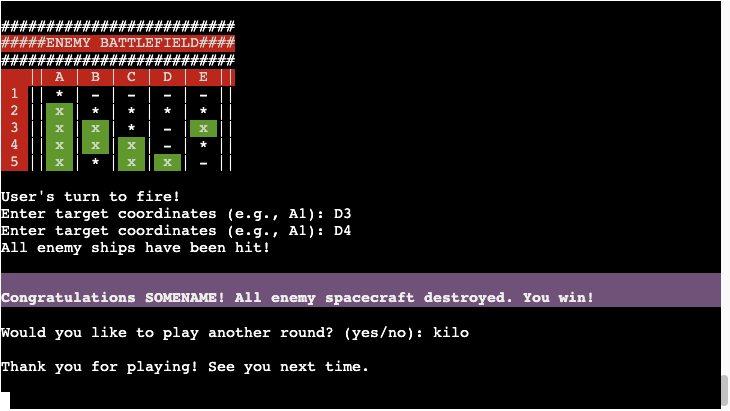 ##########################
#####ENEMY BATTLEFIELD####
##########################
   || A | B | C | D | E ||
 1 || * | - | - | - | - ||
 2 || x | * | * | * | * ||
 3 || x | x | * | - | x ||
 4 || x | x | x | - | * ||
 5 || x | * | x | x | - ||
User's turn to fire!
Enter target coordinates (e.g., A1): D3
Enter target coordinates (e.g., A1): D4
All enemy ships have been hit!
Congratulations SOMENAME! All enemy spacecraft destroyed. You win!
Would you like to play another round? (yes/no): kilo
Thank you for playing! See you next time.